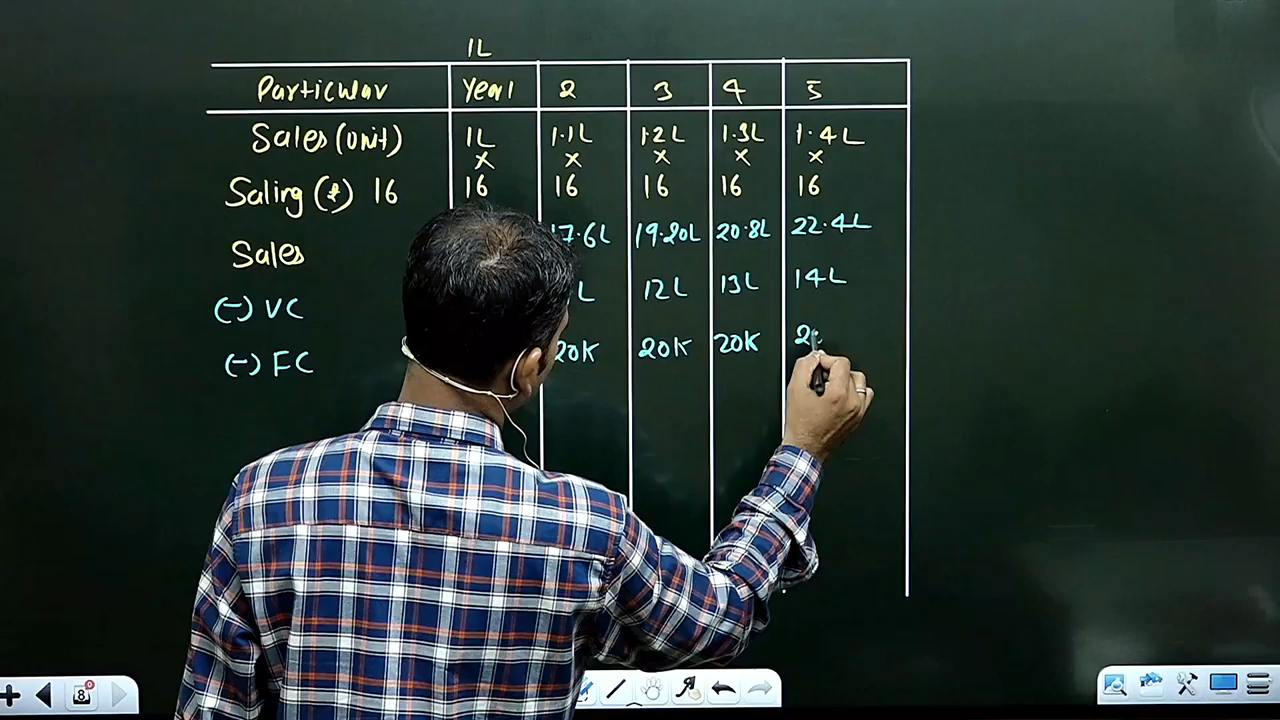 1L
Particular Year1 2 3 4 5
Sales (Unit) 1L 1.1L 1.2L 1.3L 1.4L
x x x x x
Saling (₹) 16 16 16 16 16 16
Sales 17.6L 19.20L 20.8L 22.4L
(-) VC L 12L 13L 14L
(-) FC 20K 20K 20K 2
8